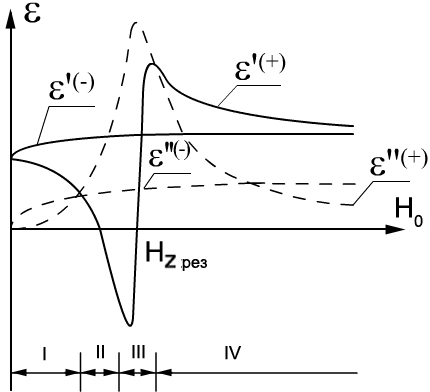 ε
ε'(-)
ε'(+)
ε''(-)
ε''(+)
H₀
Hz рез
I II III IV